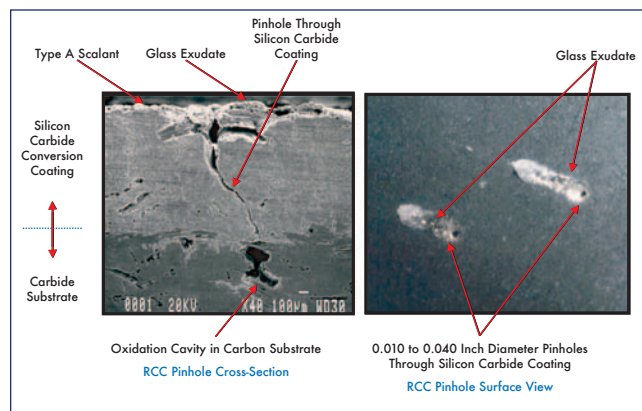 Pinhole Through
Silicon Carbide
Coating
Type A Scalant
Glass Exudate
Glass Exudate
Silicon
Carbide
Conversion
Coating
Carbide
Substrate
0001 20KV X40 100µm WD30
Oxidation Cavity in Carbon Substrate
RCC Pinhole Cross-Section
0.010 to 0.040 Inch Diameter Pinholes
Through Silicon Carbide Coating
RCC Pinhole Surface View